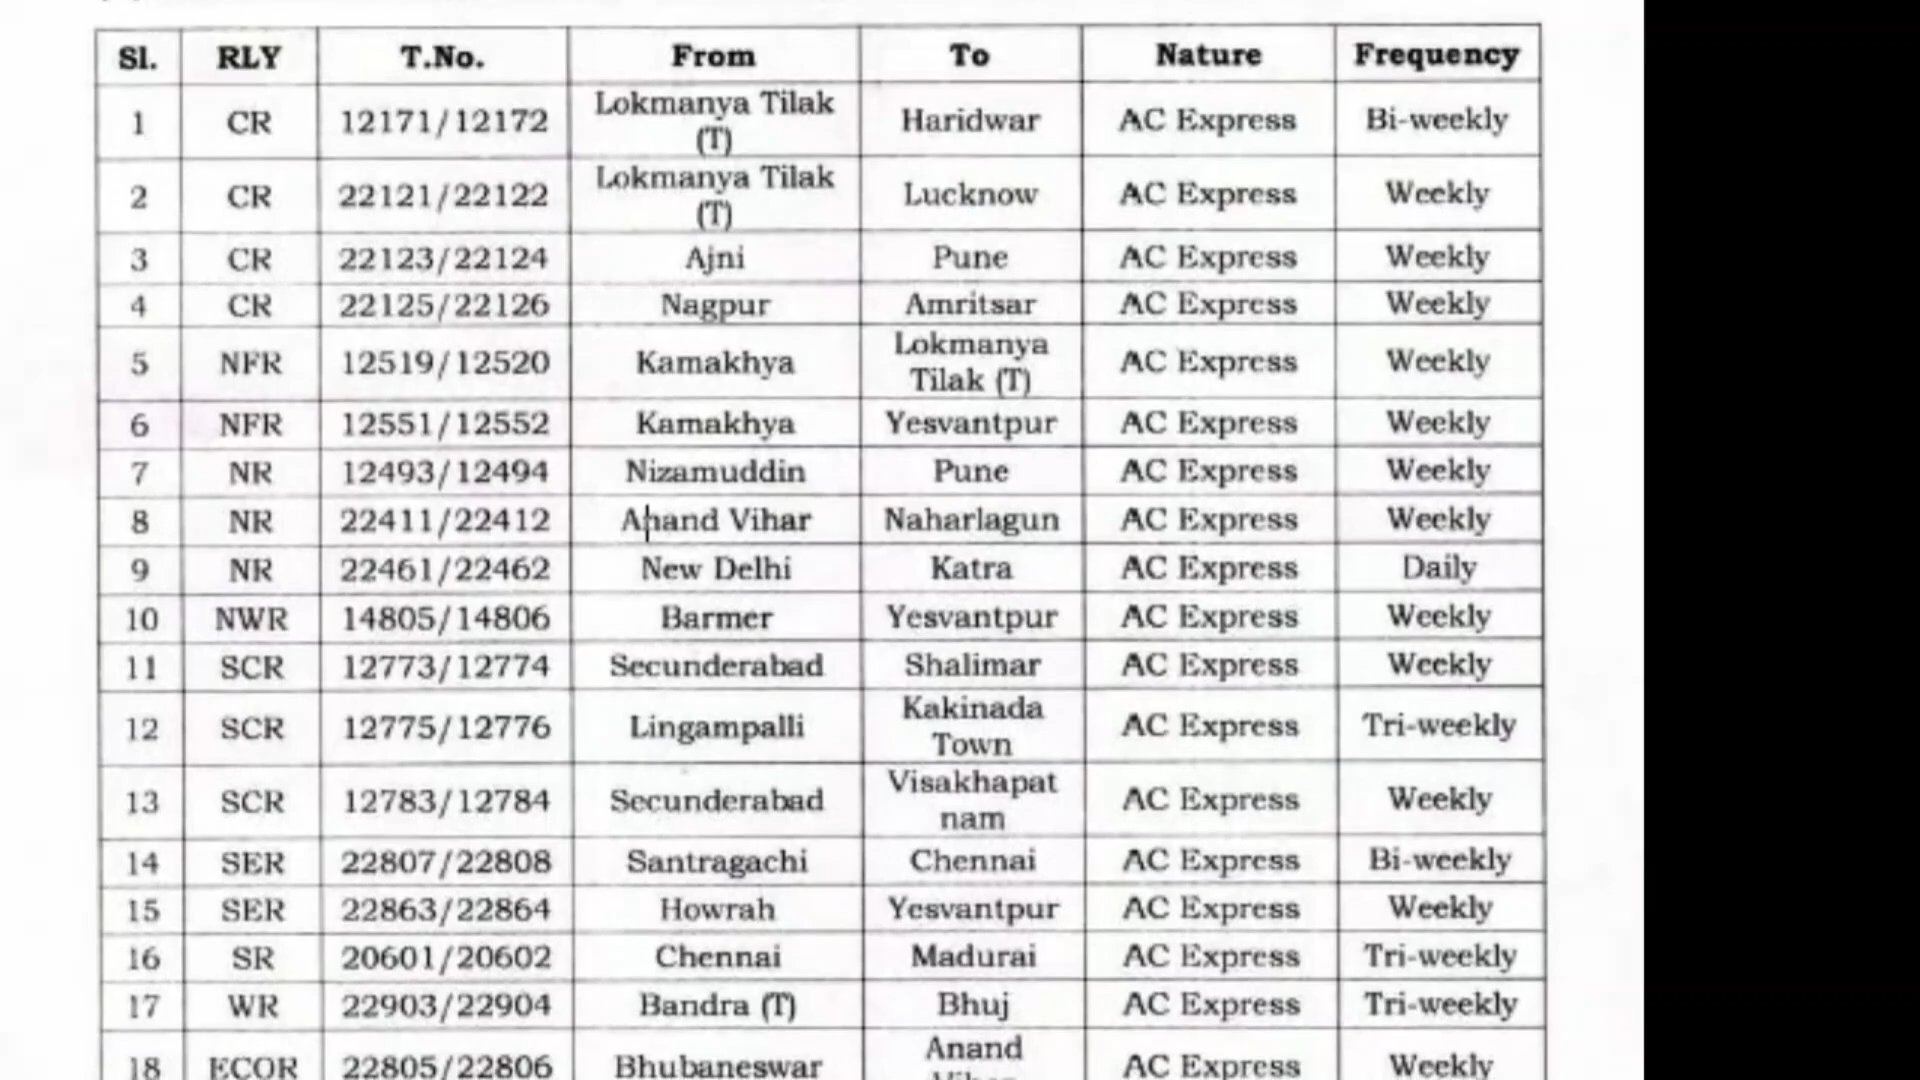 Sl. RLY T.No. From To Nature Frequency
1 CR 12171/12172 Lokmanya Tilak (T) Haridwar AC Express Bi-weekly
2 CR 22121/22122 Lokmanya Tilak (T) Lucknow AC Express Weekly
3 CR 22123/22124 Ajni Pune AC Express Weekly
4 CR 22125/22126 Nagpur Amritsar AC Express Weekly
5 NFR 12519/12520 Kamakhya Lokmanya Tilak (T) AC Express Weekly
6 NFR 12551/12552 Kamakhya Yesvantpur AC Express Weekly
7 NR 12493/12494 Nizamuddin Pune AC Express Weekly
8 NR 22411/22412 Anand Vihar Naharlagun AC Express Weekly
9 NR 22461/22462 New Delhi Katra AC Express Daily
10 NWR 14805/14806 Barmer Yesvantpur AC Express Weekly
11 SCR 12773/12774 Secunderabad Shalimar AC Express Weekly
12 SCR 12775/12776 Lingampalli Kakinada Town AC Express Tri-weekly
13 SCR 12783/12784 Secunderabad Visakhapat nam AC Express Weekly
14 SER 22807/22808 Santragachi Chennai AC Express Bi-weekly
15 SER 22863/22864 Howrah Yesvantpur AC Express Weekly
16 SR 20601/20602 Chennai Madurai AC Express Tri-weekly
17 WR 22903/22904 Bandra (T) Bhuj AC Express Tri-weekly
18 ECOR 22805/22806 Bhubaneswar Anand AC Express Weekly